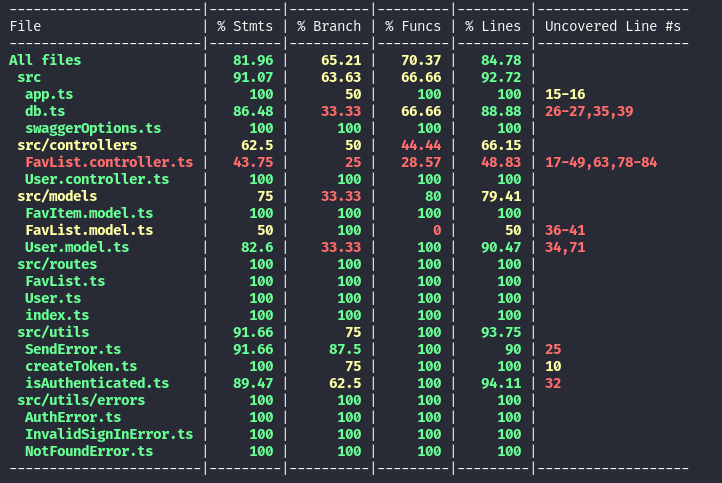 -----------------------|---------|----------|---------|---------|-------------------
File                   | % Stmts | % Branch | % Funcs | % Lines | Uncovered Line #s
-----------------------|---------|----------|---------|---------|-------------------
All files              |   81.96 |    65.21 |   70.37 |   84.78 |
 src                   |   91.07 |    63.63 |   66.66 |   92.72 |
  app.ts               |     100 |       50 |     100 |     100 | 15-16
  db.ts                |   86.48 |    33.33 |   66.66 |   88.88 | 26-27,35,39
  swaggerOptions.ts    |     100 |      100 |     100 |     100 |
 src/controllers       |    62.5 |       50 |   44.44 |   66.15 |
  FavList.controller.ts |   43.75 |       25 |   28.57 |   48.83 | 17-49,63,78-84
  User.controller.ts   |     100 |      100 |     100 |     100 |
 src/models            |      75 |    33.33 |      80 |   79.41 |
  FavItem.model.ts     |     100 |      100 |     100 |     100 |
  FavList.model.ts     |      50 |      100 |       0 |      50 | 36-41
  User.model.ts        |    82.6 |    33.33 |     100 |   90.47 | 34,71
 src/routes            |     100 |      100 |     100 |     100 |
  FavList.ts           |     100 |      100 |     100 |     100 |
  User.ts              |     100 |      100 |     100 |     100 |
  index.ts             |     100 |      100 |     100 |     100 |
 src/utils             |   91.66 |       75 |     100 |   93.75 |
  SendError.ts         |   91.66 |     87.5 |     100 |      90 | 25
  createToken.ts       |     100 |       75 |     100 |     100 | 10
  isAuthenticated.ts   |   89.47 |     62.5 |     100 |   94.11 | 32
 src/utils/errors      |     100 |      100 |     100 |     100 |
  AuthError.ts         |     100 |      100 |     100 |     100 |
  InvalidSignInError.ts |     100 |      100 |     100 |     100 |
  NotFoundError.ts     |     100 |      100 |     100 |     100 |
-----------------------|---------|----------|---------|---------|-------------------